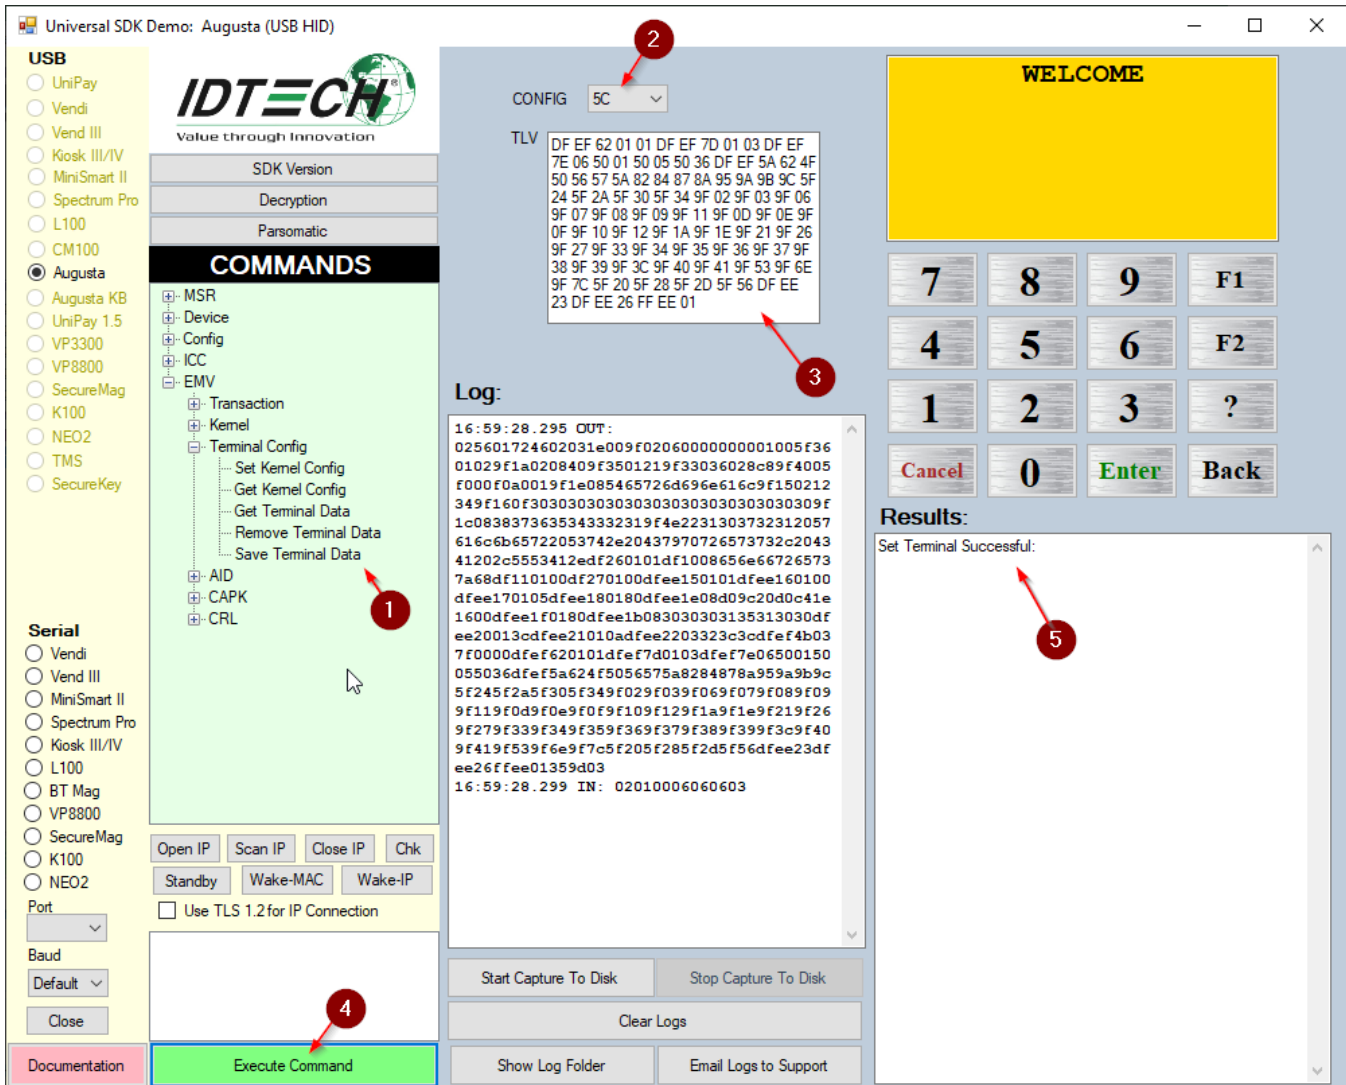 Universal SDK Demo: Augusta (USB HID)
USB
UniPay
Vendi
Vend III
Kiosk III/IV
MiniSmart II
Spectrum Pro
L100
CM100
Augusta
Augusta KB
UniPay 1.5
VP3300
VP8800
SecureMag
K100
NEO2
TMS
SecureKey
Serial
Vendi
Vend III
MiniSmart II
Spectrum Pro
Kiosk III/IV
L100
BT Mag
VP8800
SecureMag
K100
NEO2
Port
Baud
Default
Close
Documentation
IDTECH®
Value through Innovation
SDK Version
Decryption
Parsomatic
COMMANDS
MSR
Device
Config
ICC
EMV
Transaction
Kernel
Terminal Config
Set Kernel Config
Get Kernel Config
Get Terminal Data
Remove Terminal Data
Save Terminal Data
AID
CAPK
CRL
1
Open IP Scan IP Close IP Chk
Standby Wake-MAC Wake-IP
Use TLS 1.2 for IP Connection
4
Execute Command
2
CONFIG 5C
TLV
DF EF 62 01 01 DF EF 7D 01 03 DF EF
7E 06 50 01 50 05 50 36 DF EF 5A 62 4F
50 56 57 5A 82 84 87 8A 95 9A 9B 9C 5F
24 5F 2A 5F 30 5F 34 9F 02 9F 03 9F 06
9F 07 9F 08 9F 09 9F 11 9F 0D 9F 0E 9F
0F 9F 10 9F 12 9F 1A 9F 1E 9F 21 9F 26
9F 27 9F 33 9F 34 9F 35 9F 36 9F 37 9F
38 9F 39 9F 3C 9F 40 9F 41 9F 53 9F 6E
9F 7C 5F 20 5F 28 5F 2D 5F 56 DF EE
23 DF EE 26 FF EE 01
3
Log:
16:59:28.295 OUT:
025601724602031e009f02060000000001005f36
01029f1a0208409f3501219f33036028c89f4005
f000f0a0019f1e085465726d696e616c9f150212
349f160f3030303030303030303030303030309f
1c0838373635343332319f4e2231303732312057
616c6b65722053742e20437970726573732c2043
41202c5553412edf260101df1008656e66726573
7a68df110100df270100dfee150101dfee160100
dfee170105dfee180180dfee1e08d09c20d0c41e
1600dfee1f0180dfee1b083030303135313030df
ee20013cdfee21010adfee2203323c3cdfef4b03
7f0000dfef620101dfef7d0103dfef7e06500150
055036dfef5a624f5056575a8284878a959a9b9c
5f245f2a5f305f349f029f039f069f079f089f09
9f119f0d9f0e9f0f9f109f129f1a9f1e9f219f26
9f279f339f349f359f369f379f389f399f3c9f40
9f419f539f6e9f7c5f205f285f2d5f56dfee23df
ee26ffee01359d03
16:59:28.299 IN: 02010006060603
Start Capture To Disk Stop Capture To Disk
Clear Logs
Show Log Folder Email Logs to Support
WELCOME
7 8 9 F1
4 5 6 F2
1 2 3 ?
Cancel 0 Enter Back
Results:
Set Terminal Successful:
5